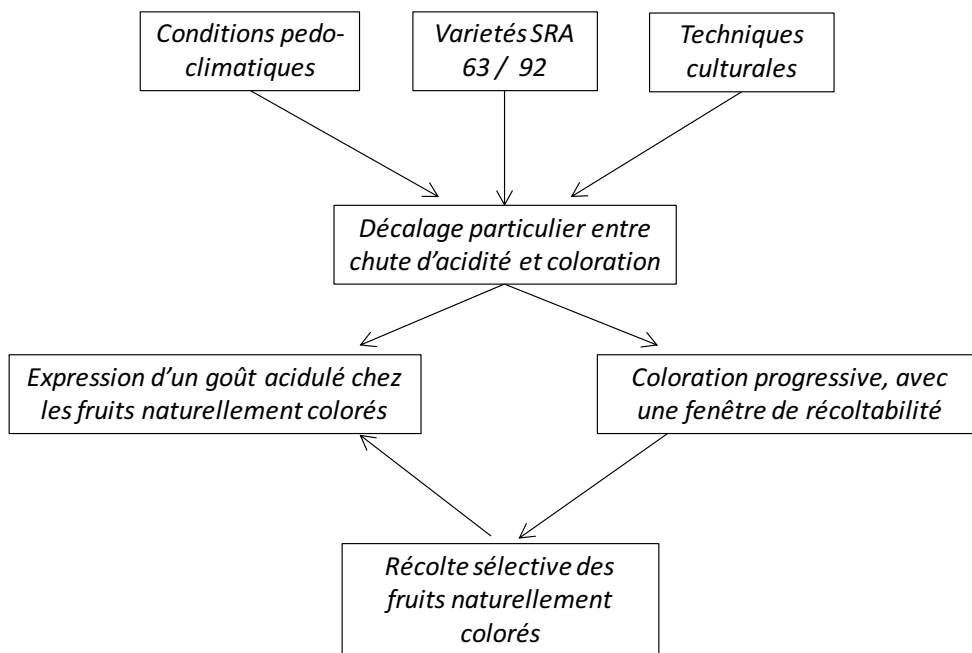 Conditions pedo-
climatiques
Varietés SRA
63 / 92
Techniques
culturales
Décalage particulier entre
chute d’acidité et coloration
Expression d’un goût acidulé chez
les fruits naturellement colorés
Coloration progressive, avec
une fenêtre de récoltabilité
Récolte sélective des
fruits naturellement
colorés